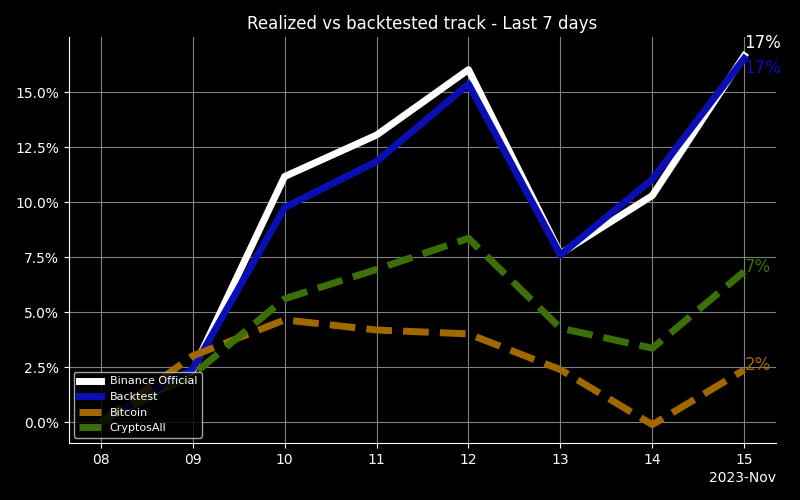 Realized vs backtested track - Last 7 days
17%
17%
15.0%
12.5%
10.0%
7.5%
7%
5.0%
2.5%
2%
0.0%
Binance Official
Backtest
Bitcoin
CryptosAll
08 09 10 11 12 13 14 15
2023-Nov